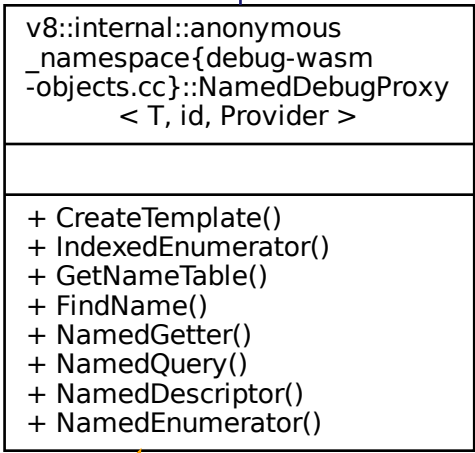 v8::internal::anonymous
_namespace{debug-wasm
-objects.cc}::NamedDebugProxy
< T, id, Provider >
+ CreateTemplate()
+ IndexedEnumerator()
+ GetNameTable()
+ FindName()
+ NamedGetter()
+ NamedQuery()
+ NamedDescriptor()
+ NamedEnumerator()